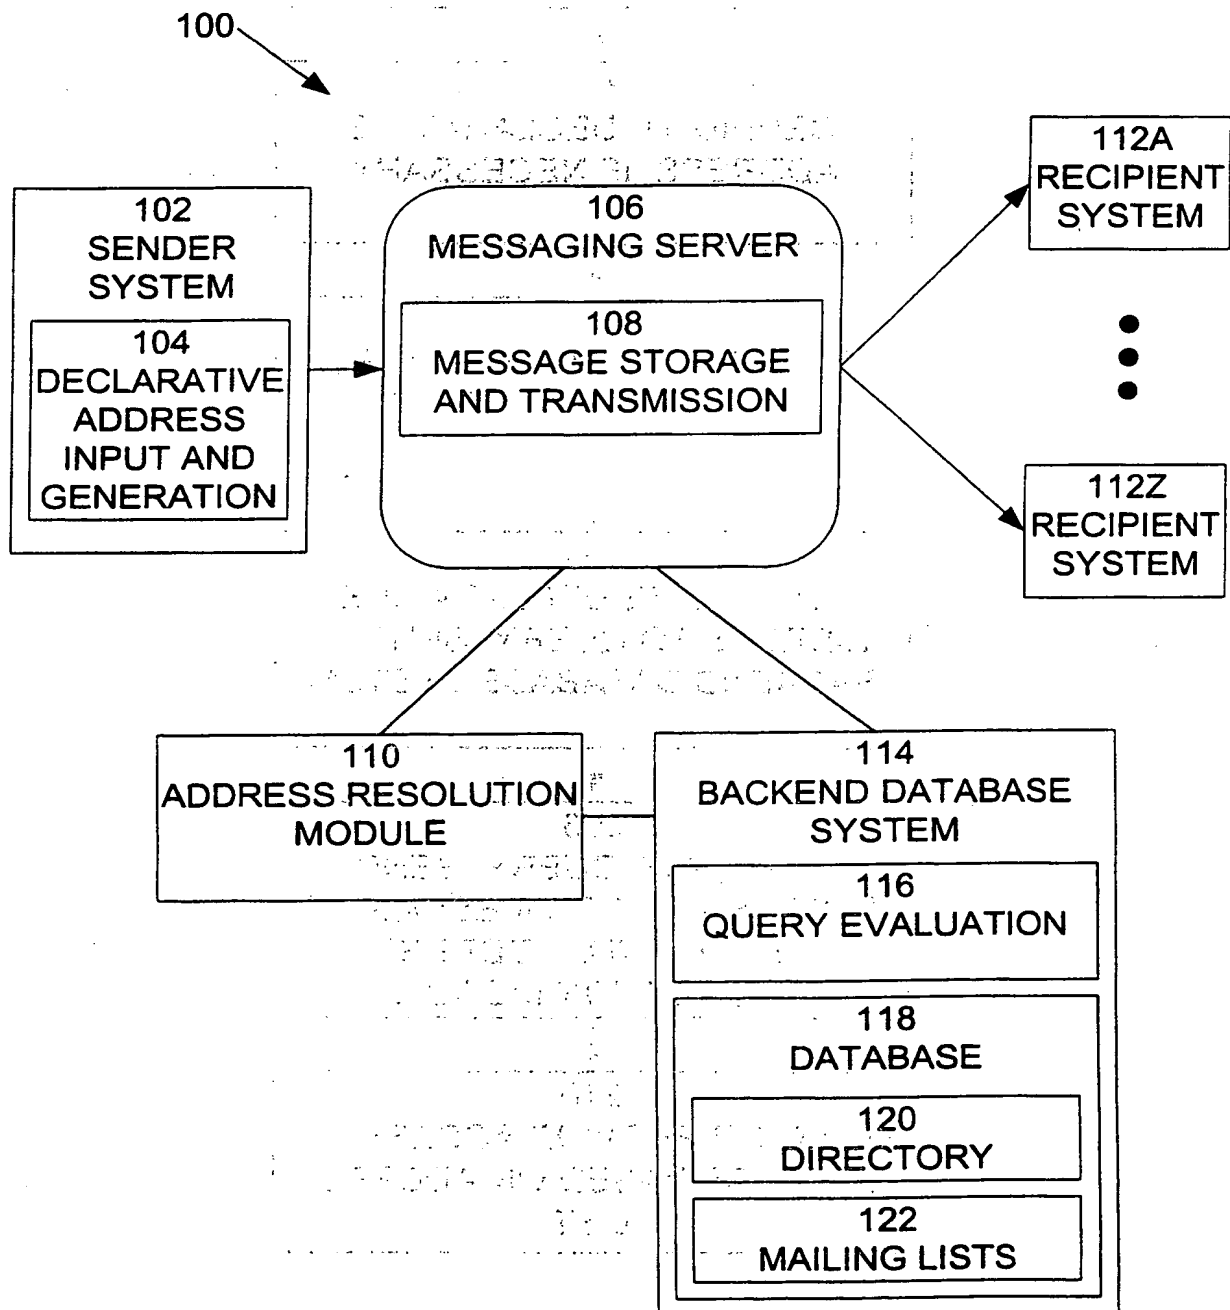 100
102
SENDER
SYSTEM
104
DECLARATIVE
ADDRESS
INPUT AND
GENERATION
106
MESSAGING SERVER
108
MESSAGE STORAGE
AND TRANSMISSION
112A
RECIPIENT
SYSTEM
112Z
RECIPIENT
SYSTEM
110
ADDRESS RESOLUTION
MODULE
114
BACKEND DATABASE
SYSTEM
116
QUERY EVALUATION
118
DATABASE
120
DIRECTORY
122
MAILING LISTS